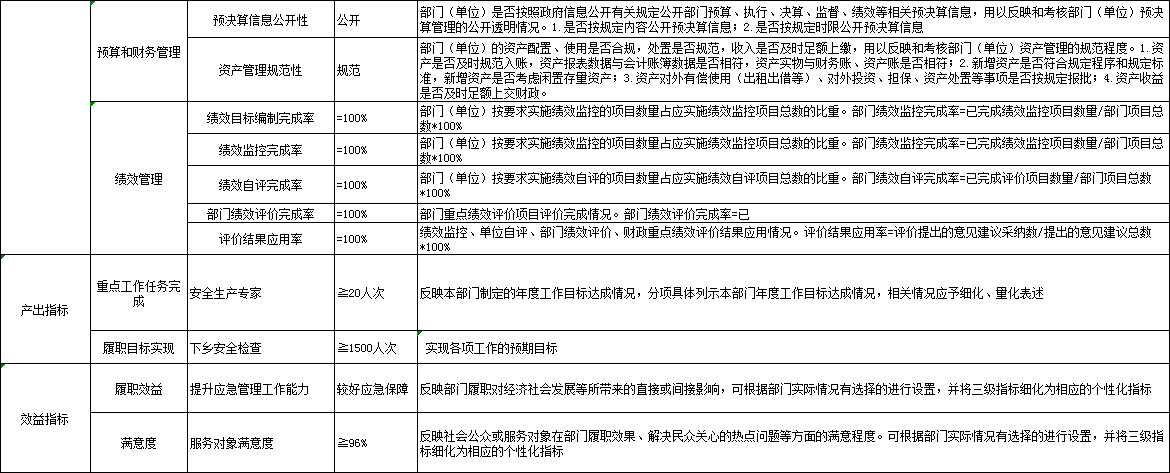 预算和财务管理
预决算信息公开性
公开
部门（单位）是否按照政府信息公开有关规定公开部门预算、执行、决算、监督、绩效等相关预决算信息，用以反映和考核部门（单位）预决
算管理的公开透明情况。1.是否按规定内容公开预决算信息；2.是否按规定时限公开预决算信息
资产管理规范性
规范
部门（单位）的资产配置、使用是否合规，处置是否规范，收入是否及时足额上缴，用以反映和考核部门（单位）资产管理的规范程度。1.资
产是否及时规范入账，资产报表数据与会计账簿数据是否相符，资产实物与财务账、资产账是否相符；2.新增资产是否符合规定程序和规定标
准，新增资产是否考虑闲置存量资产；3.资产对外有偿使用（出租出借等）、对外投资、担保、资产处置等事项是否按规定报批；4.资产收益
是否及时足额上交财政。
绩效管理
绩效目标编制完成率
=100%
部门（单位）按要求实施绩效监控的项目数量占应实施绩效监控项目总数的比重。部门绩效监控完成率=已完成绩效监控项目数量/部门项目总
数*100%
绩效监控完成率
=100%
部门（单位）按要求实施绩效监控的项目数量占应实施绩效监控项目总数的比重。部门绩效监控完成率=已完成绩效监控项目数量/部门项目总
数*100%
绩效自评完成率
=100%
部门（单位）按要求实施绩效自评的项目数量占应实施绩效自评项目总数的比重。部门绩效自评完成率=已完成评价项目数量/部门项目总数
*100%
部门绩效评价完成率
=100%
部门重点绩效评价项目评价完成情况。部门绩效评价完成率=已
评价结果应用率
=100%
绩效监控、单位自评、部门绩效评价、财政重点绩效评价结果应用情况。评价结果应用率=评价提出的意见建议采纳数/提出的意见建议总数
*100%
产出指标
重点工作任务完
成
安全生产专家
≧20人次
反映本部门制定的年度工作目标达成情况，分项具体列示本部门年度工作目标达成情况，相关情况应予细化、量化表述
履职目标实现
下乡安全检查
≧1500人次
实现各项工作的预期目标
效益指标
履职效益
提升应急管理工作能力
较好应急保障
反映部门履职对经济社会发展等所带来的直接或间接影响，可根据部门实际情况有选择的进行设置，并将三级指标细化为相应的个性化指标
满意度
服务对象满意度
≧96%
反映社会公众或服务对象在部门履职效果、解决民众关心的热点问题等方面的满意程度。可根据部门实际情况有选择的进行设置，并将三级指
标细化为相应的个性化指标